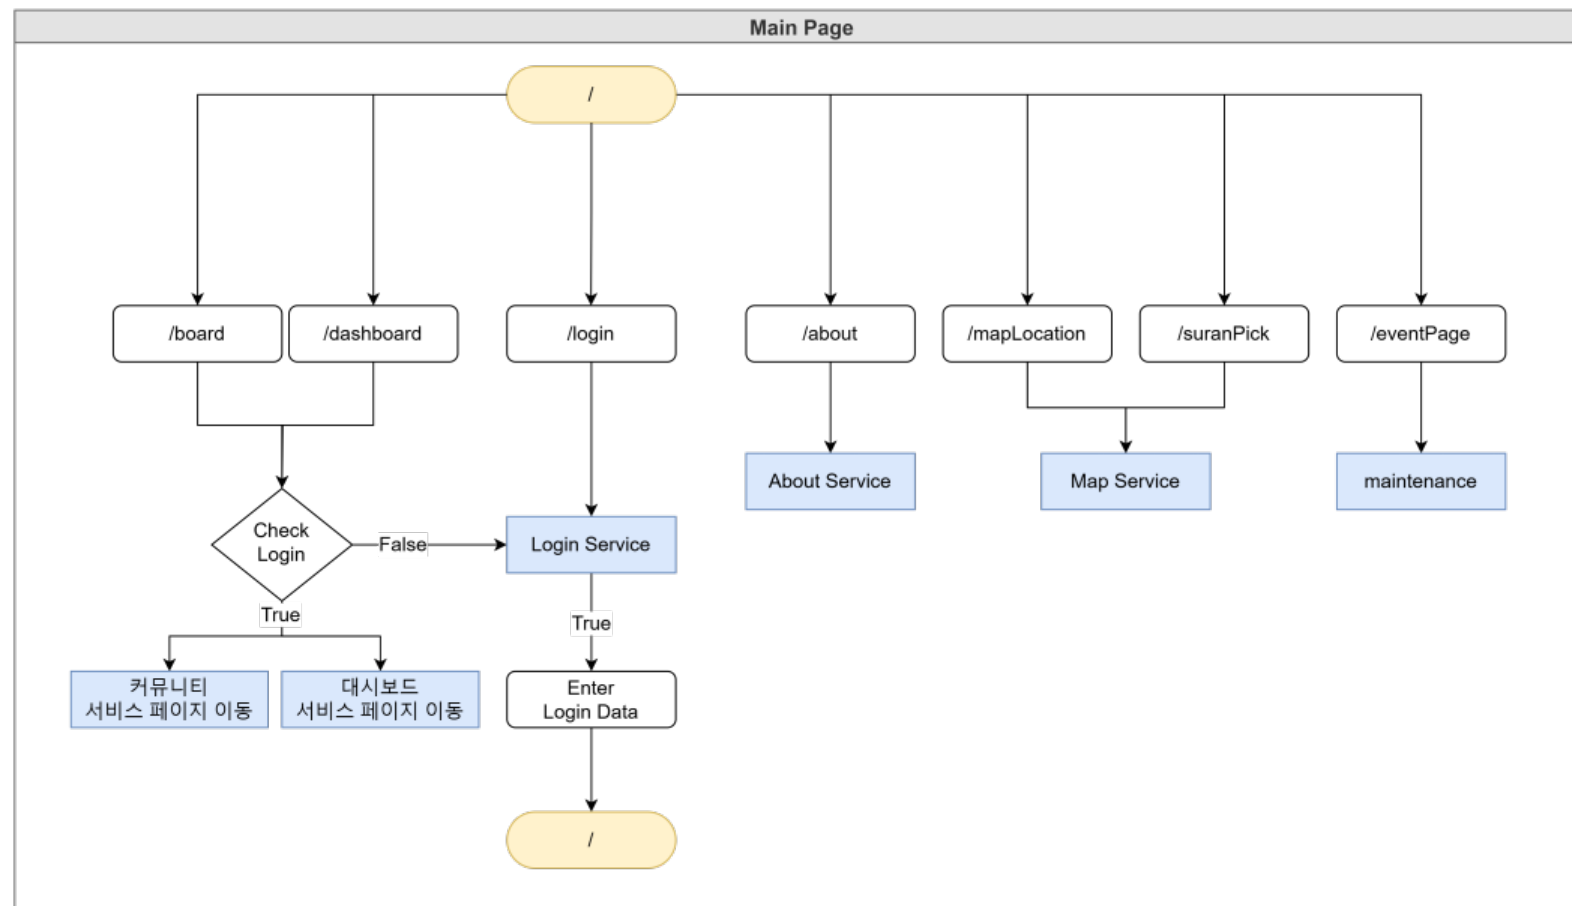 Main Page
/
/board
/dashboard
/login
/about
/mapLocation
/suranPick
/eventPage
About Service
Map Service
maintenance
Check
Login
False
Login Service
True
True
커뮤니티
서비스 페이지 이동
대시보드
서비스 페이지 이동
Enter
Login Data
/